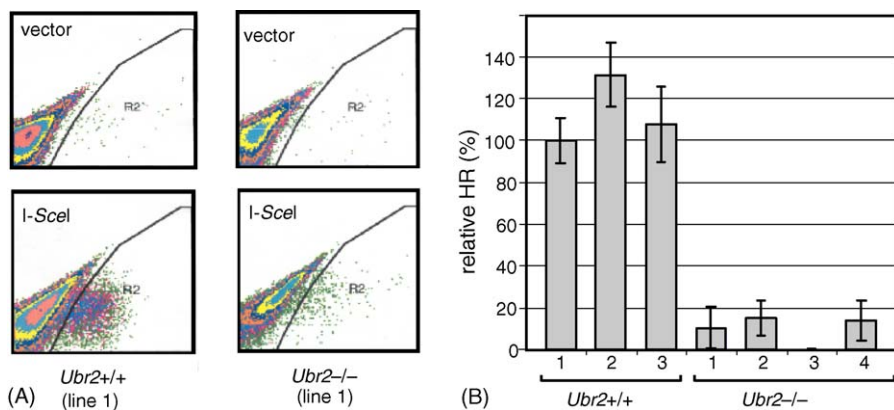 vector
R2
vector
R2
I-SceI
R2
I-SceI
R2
(A)
Ubr2+/+
(line 1)
Ubr2–/–
(line 1)
relative HR (%)
140
120
100
80
60
40
20
0
1 2 3 1 2 3 4
Ubr2+/+ Ubr2–/–
(B)